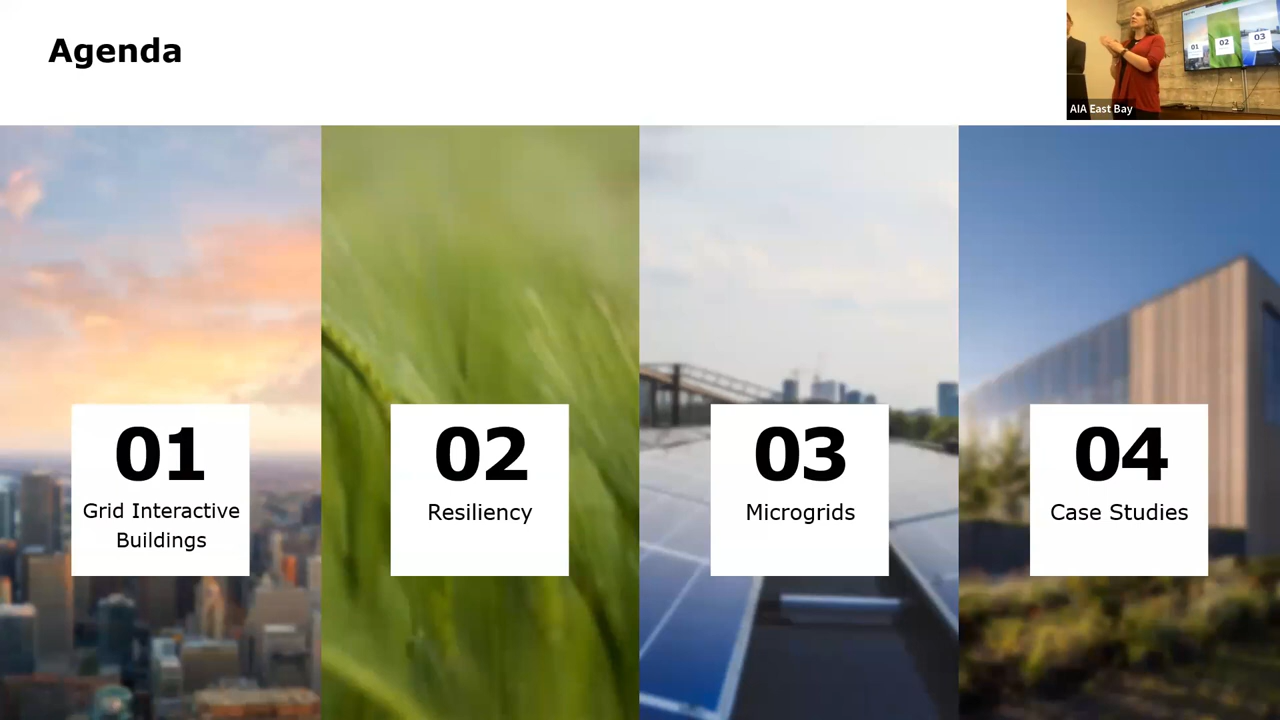 Agenda
AIA East Bay
01
Grid Interactive
Buildings
02
Resiliency
03
Microgrids
04
Case Studies